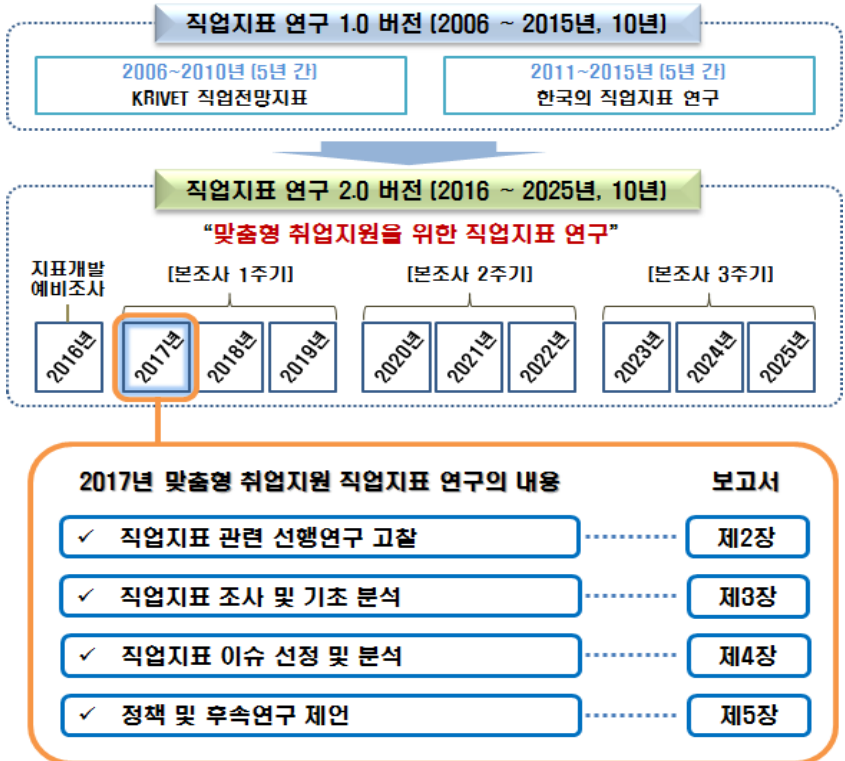 직업지표 연구 1.0 버전 (2006 ~ 2015년, 10년)
2006~2010년 (5년 간)
KRIVET 직업전망지표
2011~2015년 (5년 간)
한국의 직업지표 연구
직업지표 연구 2.0 버전 (2016 ~ 2025년, 10년)
“맞춤형 취업지원을 위한 직업지표 연구”
지표개발
예비조사
[본조사 1주기]
[본조사 2주기]
[본조사 3주기]
2016년
2017년
2018년
2019년
2020년
2021년
2022년
2023년
2024년
2025년
2017년 맞춤형 취업지원 직업지표 연구의 내용
보고서
✓ 직업지표 관련 선행연구 고찰
제2장
✓ 직업지표 조사 및 기초 분석
제3장
✓ 직업지표 이슈 선정 및 분석
제4장
✓ 정책 및 후속연구 제언
제5장